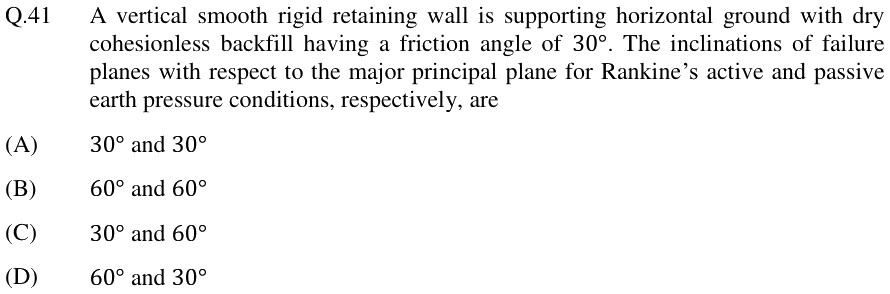 Q.41 A vertical smooth rigid retaining wall is supporting horizontal ground with dry
cohesionless backfill having a friction angle of 30°. The inclinations of failure
planes with respect to the major principal plane for Rankine's active and passive
earth pressure conditions, respectively, are
(A) 30° and 30°
(B) 60° and 60°
(C) 30° and 60°
(D) 60° and 30°